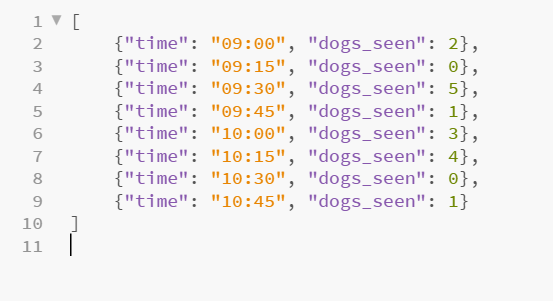 1 [
2     {"time": "09:00", "dogs_seen": 2},
3     {"time": "09:15", "dogs_seen": 0},
4     {"time": "09:30", "dogs_seen": 5},
5     {"time": "09:45", "dogs_seen": 1},
6     {"time": "10:00", "dogs_seen": 3},
7     {"time": "10:15", "dogs_seen": 4},
8     {"time": "10:30", "dogs_seen": 0},
9     {"time": "10:45", "dogs_seen": 1}
10 ]
11